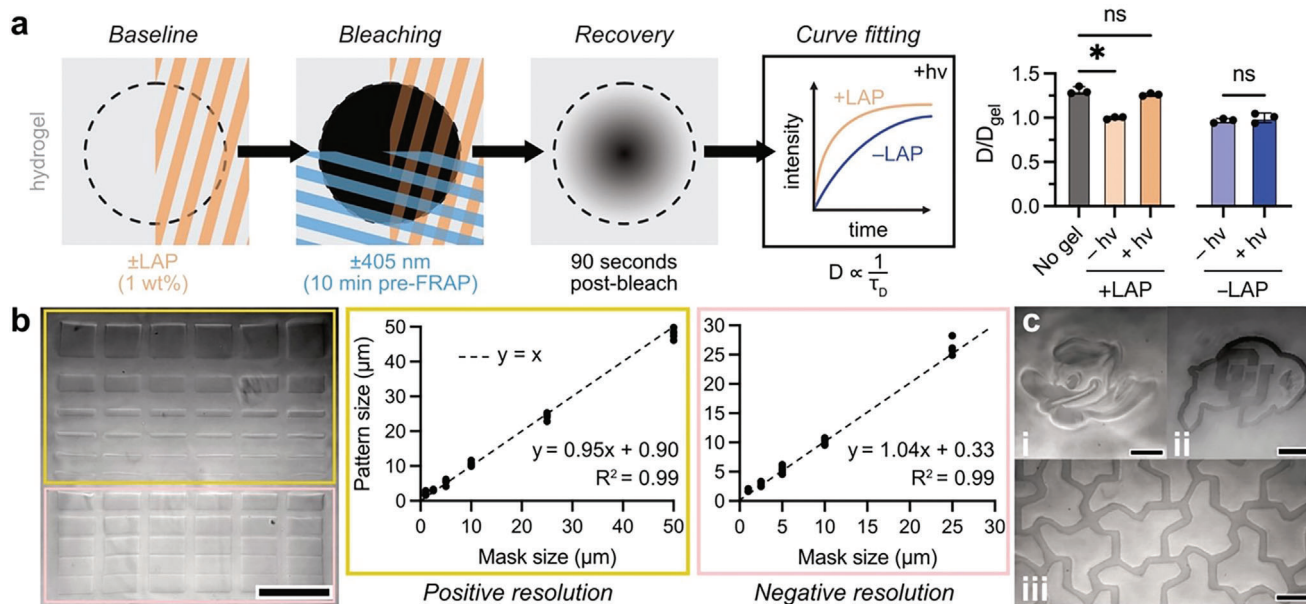 a
Baseline
Bleaching
Recovery
Curve fitting
hydrogel
±LAP
(1 wt%)
±405 nm
(10 min pre-FRAP)
90 seconds
post-bleach
+hv
+LAP
–LAP
intensity
time
D ∝ 1/τD
ns
*
ns
D/Dgel
1.5
1.0
0.5
0.0
No gel
– hv
+ hv
– hv
+ hv
+LAP
–LAP
b
Pattern size (µm)
50
40
30
20
10
0
y = x
y = 0.95x + 0.90
R² = 0.99
0 10 20 30 40 50
Mask size (µm)
Positive resolution
30
25
20
15
10
5
0
y = 1.04x + 0.33
R² = 0.99
0 5 10 15 20 25 30
Mask size (µm)
Negative resolution
c
i
ii
CU
iii